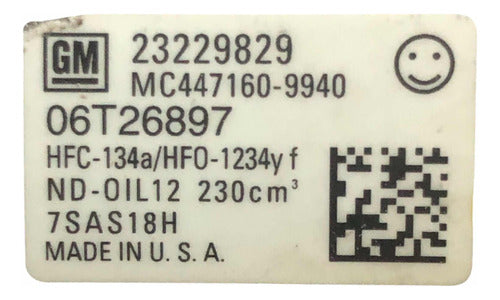 GM 23229829
MC447160-9940
06T26897
HFC-134a/HFO-1234y f
ND-OIL12 230cm³
7SAS18H
MADE IN U. S. A.